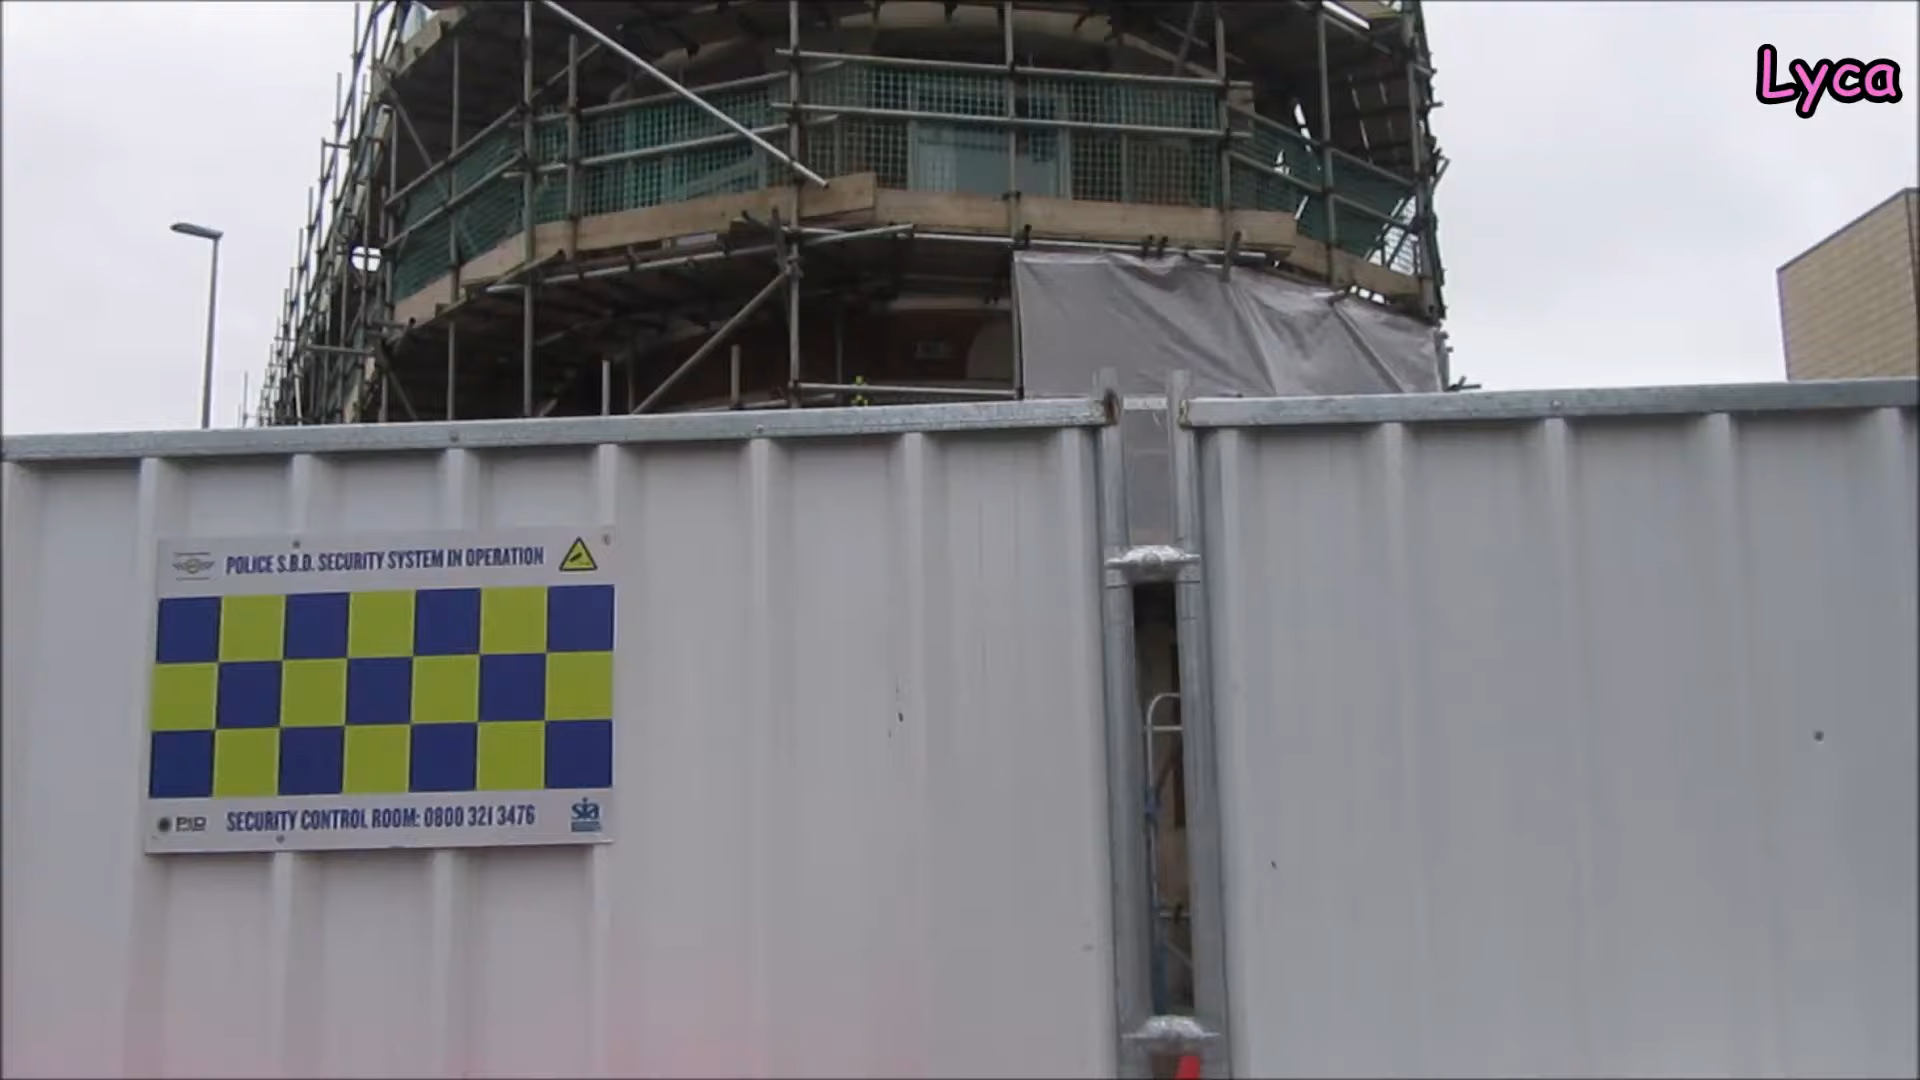 Lyca
POLICE S.B.D. SECURITY SYSTEM IN OPERATION
PID SECURITY CONTROL ROOM: 0800 321 3476 sia